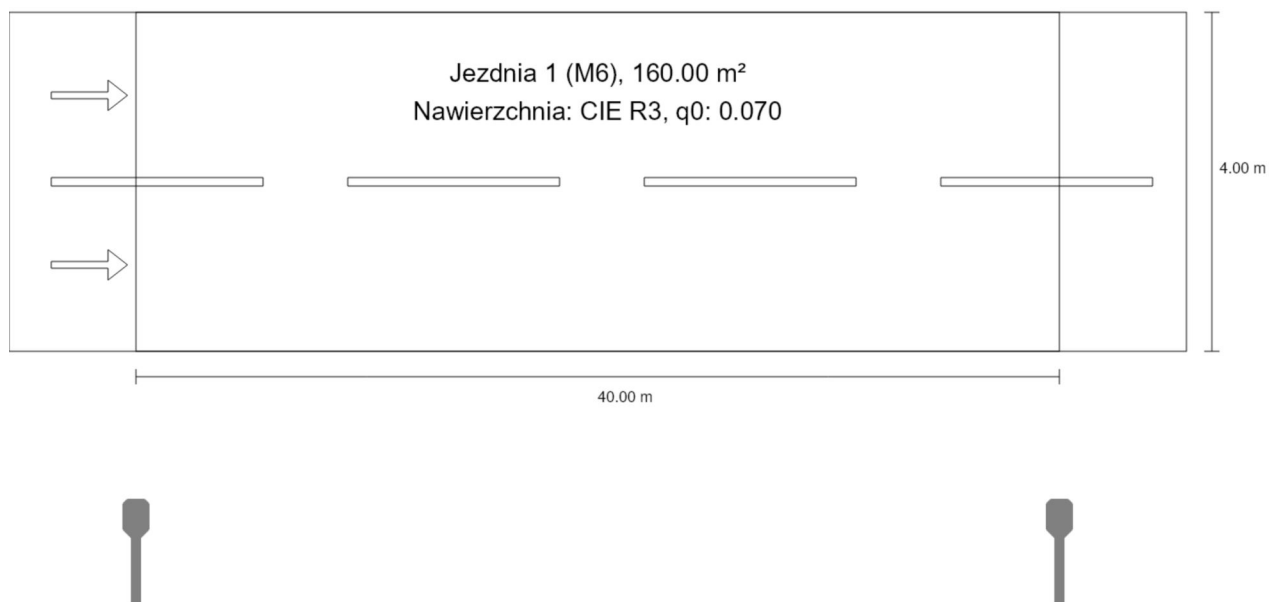 Jezdnia 1 (M6), 160.00 m²
Nawierzchnia: CIE R3, q0: 0.070
4.00 m
40.00 m